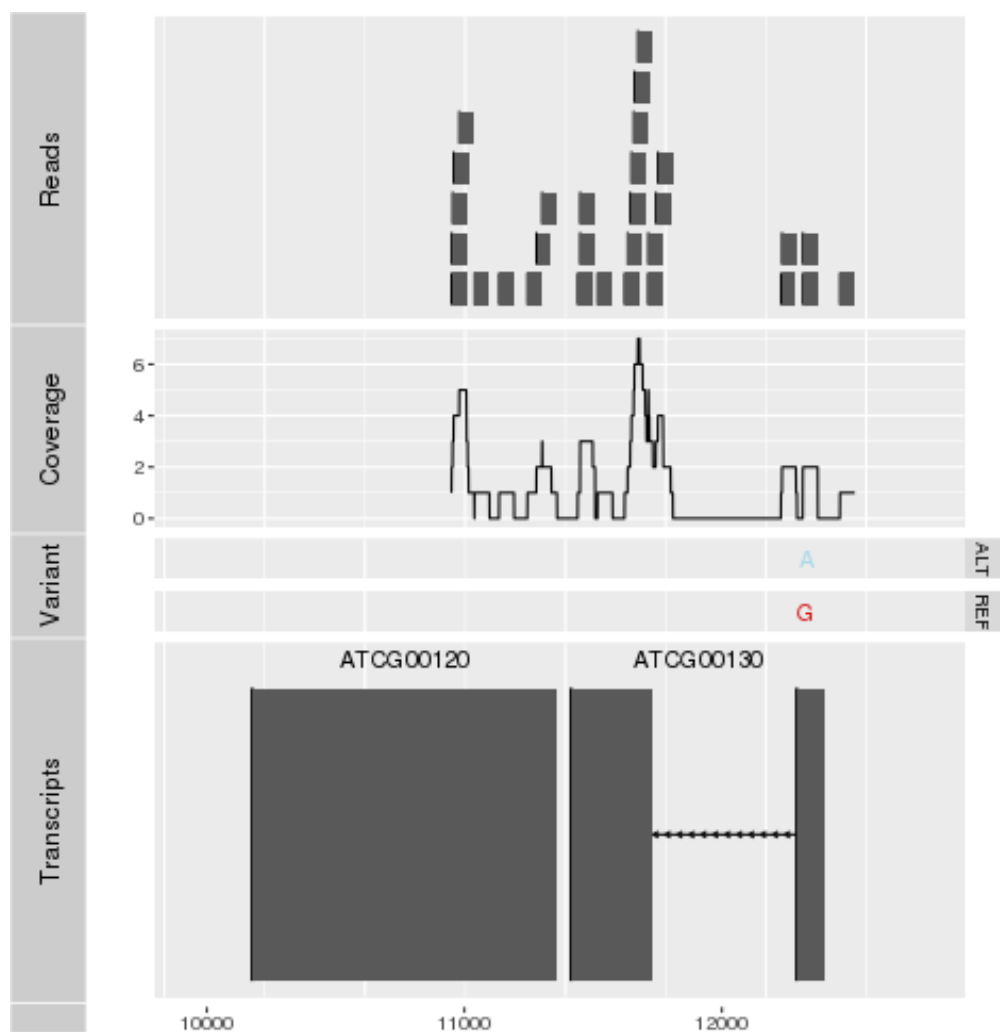 Reads
Coverage
6
4
2
0
Variant
A
ALT
G
REF
Transcripts
ATCG00120 ATCG00130
10000 11000 12000